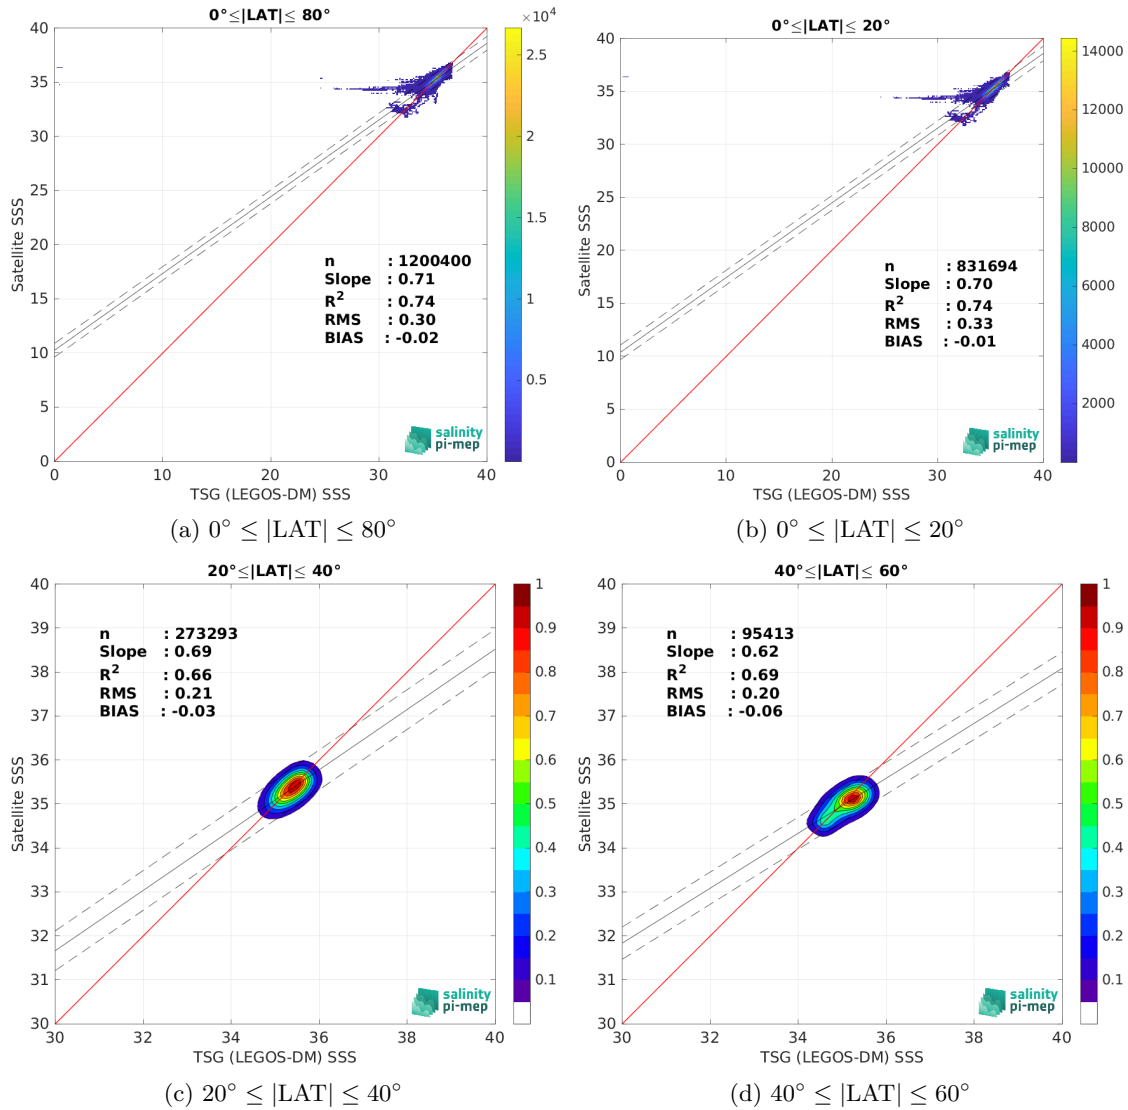 0°≤|LAT|≤ 80°
×10⁴
40
35
30
25
20
15
10
5
0
Satellite SSS
0
10
20
30
40
TSG (LEGOS-DM) SSS
2.5
2
1.5
1
0.5
n : 1200400
Slope : 0.71
R² : 0.74
RMS : 0.30
BIAS : -0.02
salinity
pi-mep
(a) 0° ≤ |LAT| ≤ 80°
0°≤|LAT|≤ 20°
40
35
30
25
20
15
10
5
0
Satellite SSS
0
10
20
30
40
TSG (LEGOS-DM) SSS
14000
12000
10000
8000
6000
4000
2000
n : 831694
Slope : 0.70
R² : 0.74
RMS : 0.33
BIAS : -0.01
salinity
pi-mep
(b) 0° ≤ |LAT| ≤ 20°
20°≤|LAT|≤ 40°
40
39
38
37
36
35
34
33
32
31
30
Satellite SSS
30
32
34
36
38
40
TSG (LEGOS-DM) SSS
1
0.9
0.8
0.7
0.6
0.5
0.4
0.3
0.2
0.1
n : 273293
Slope : 0.69
R² : 0.66
RMS : 0.21
BIAS : -0.03
salinity
pi-mep
(c) 20° ≤ |LAT| ≤ 40°
40°≤|LAT|≤ 60°
40
39
38
37
36
35
34
33
32
31
30
Satellite SSS
30
32
34
36
38
40
TSG (LEGOS-DM) SSS
1
0.9
0.8
0.7
0.6
0.5
0.4
0.3
0.2
0.1
n : 95413
Slope : 0.62
R² : 0.69
RMS : 0.20
BIAS : -0.06
salinity
pi-mep
(d) 40° ≤ |LAT| ≤ 60°